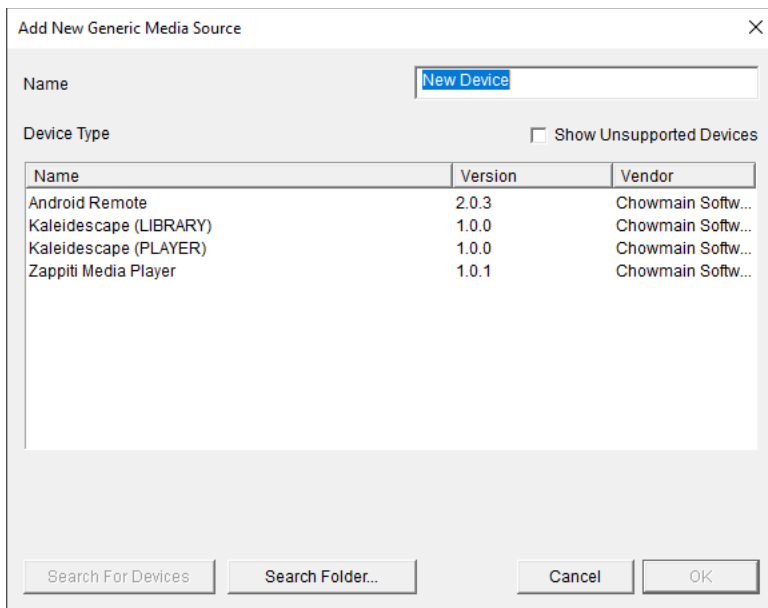 Add New Generic Media Source
Name New Device
Device Type Show Unsupported Devices
Name Version Vendor
Android Remote 2.0.3 Chowmain Softw...
Kaleidescape (LIBRARY) 1.0.0 Chowmain Softw...
Kaleidescape (PLAYER) 1.0.0 Chowmain Softw...
Zappiti Media Player 1.0.1 Chowmain Softw...
Search For Devices Search Folder... Cancel OK